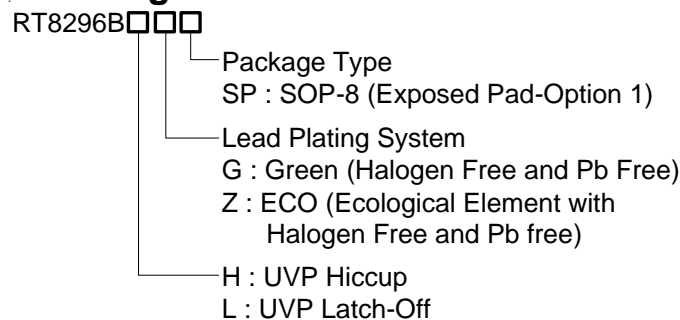 RT8296B□□□
Package Type
SP : SOP-8 (Exposed Pad-Option 1)
Lead Plating System
G : Green (Halogen Free and Pb Free)
Z : ECO (Ecological Element with
Halogen Free and Pb free)
H : UVP Hiccup
L : UVP Latch-Off